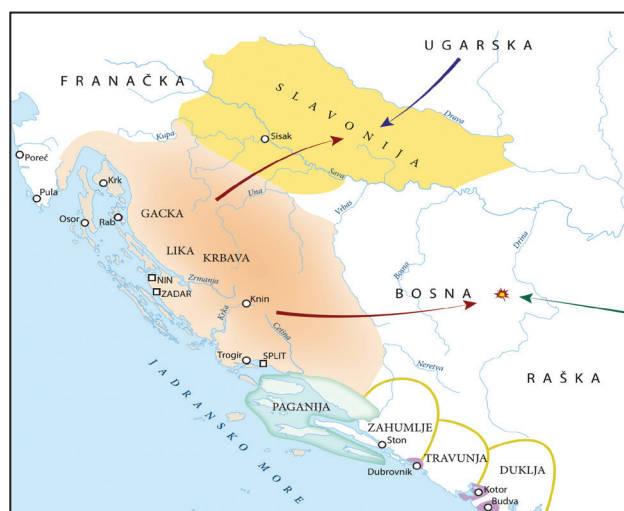 UGARSKA
FRANAČKA
SLAVONIJA
Drava
Kupa
Sisak
Poreč
Sava
Krk
Una
Pula
Vrbas
GACKA
Osor
Rab
Drina
LIKA
KRBAVA
Bosna
Zrmanja
NIN
ZADAR
BOSNA
Knin
Krka
Cetina
Trogir
SPLIT
Neretva
RAŠKA
JADRANSKO MORE
PAGANIJA
ZAHUMLJE
Ston
TRAVUNJA
Dubrovnik
DUKLJA
Kotor
Budva